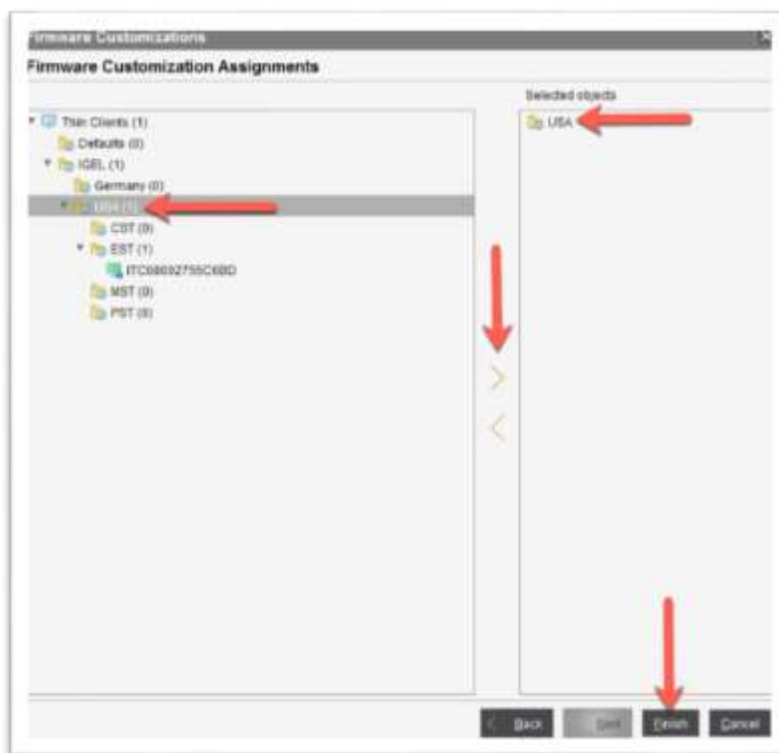 Firmware Customizations
Firmware Customization Assignments
Selected objects
Thin Clients (1)
Defaults (0)
IGEL (1)
Germany (0)
USA (1)
CST (0)
EST (1)
MST (0)
PST (0)
USA
Back
Next
Finish
Cancel